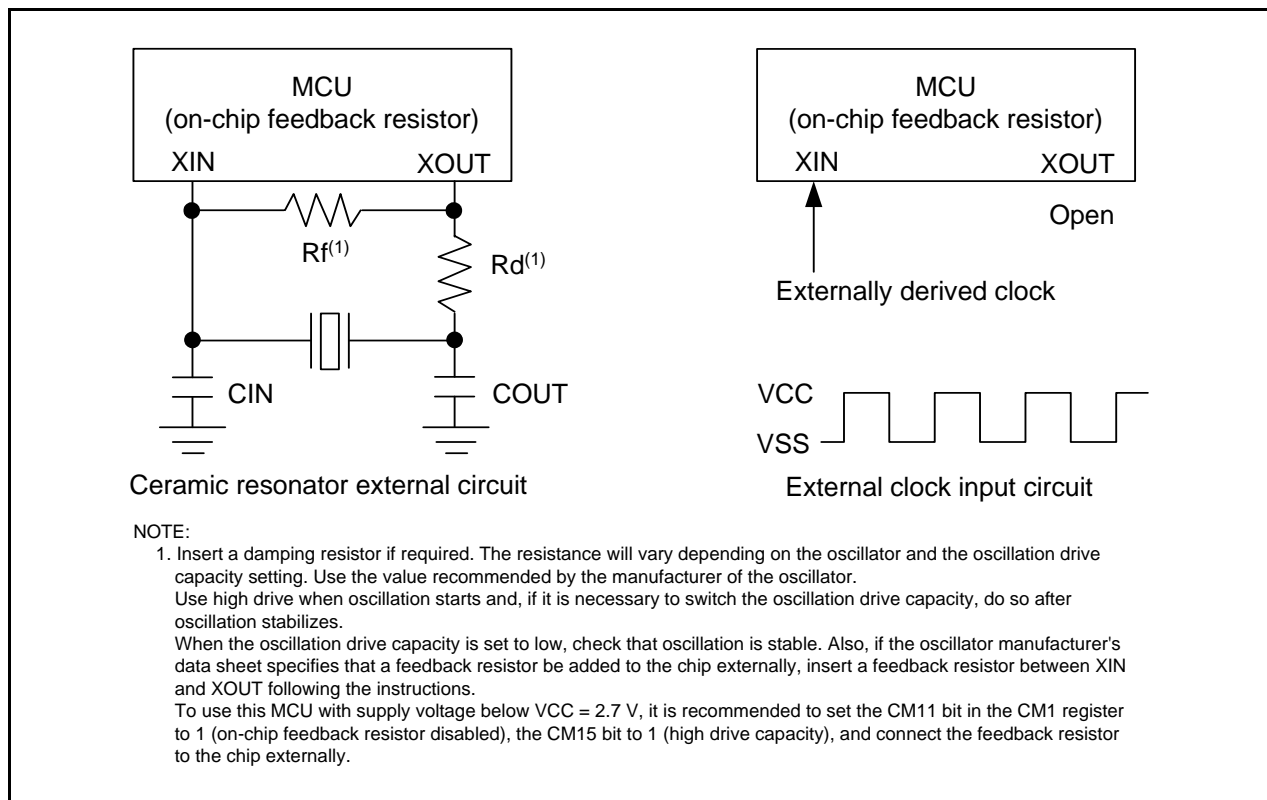 MCU
(on-chip feedback resistor)
XIN
XOUT
Rf(1)
Rd(1)
CIN
COUT
Ceramic resonator external circuit
MCU
(on-chip feedback resistor)
XIN
XOUT
Open
Externally derived clock
VCC
VSS
External clock input circuit
NOTE:
1. Insert a damping resistor if required. The resistance will vary depending on the oscillator and the oscillation drive
capacity setting. Use the value recommended by the manufacturer of the oscillator.
Use high drive when oscillation starts and, if it is necessary to switch the oscillation drive capacity, do so after
oscillation stabilizes.
When the oscillation drive capacity is set to low, check that oscillation is stable. Also, if the oscillator manufacturer's
data sheet specifies that a feedback resistor be added to the chip externally, insert a feedback resistor between XIN
and XOUT following the instructions.
To use this MCU with supply voltage below VCC = 2.7 V, it is recommended to set the CM11 bit in the CM1 register
to 1 (on-chip feedback resistor disabled), the CM15 bit to 1 (high drive capacity), and connect the feedback resistor
to the chip externally.